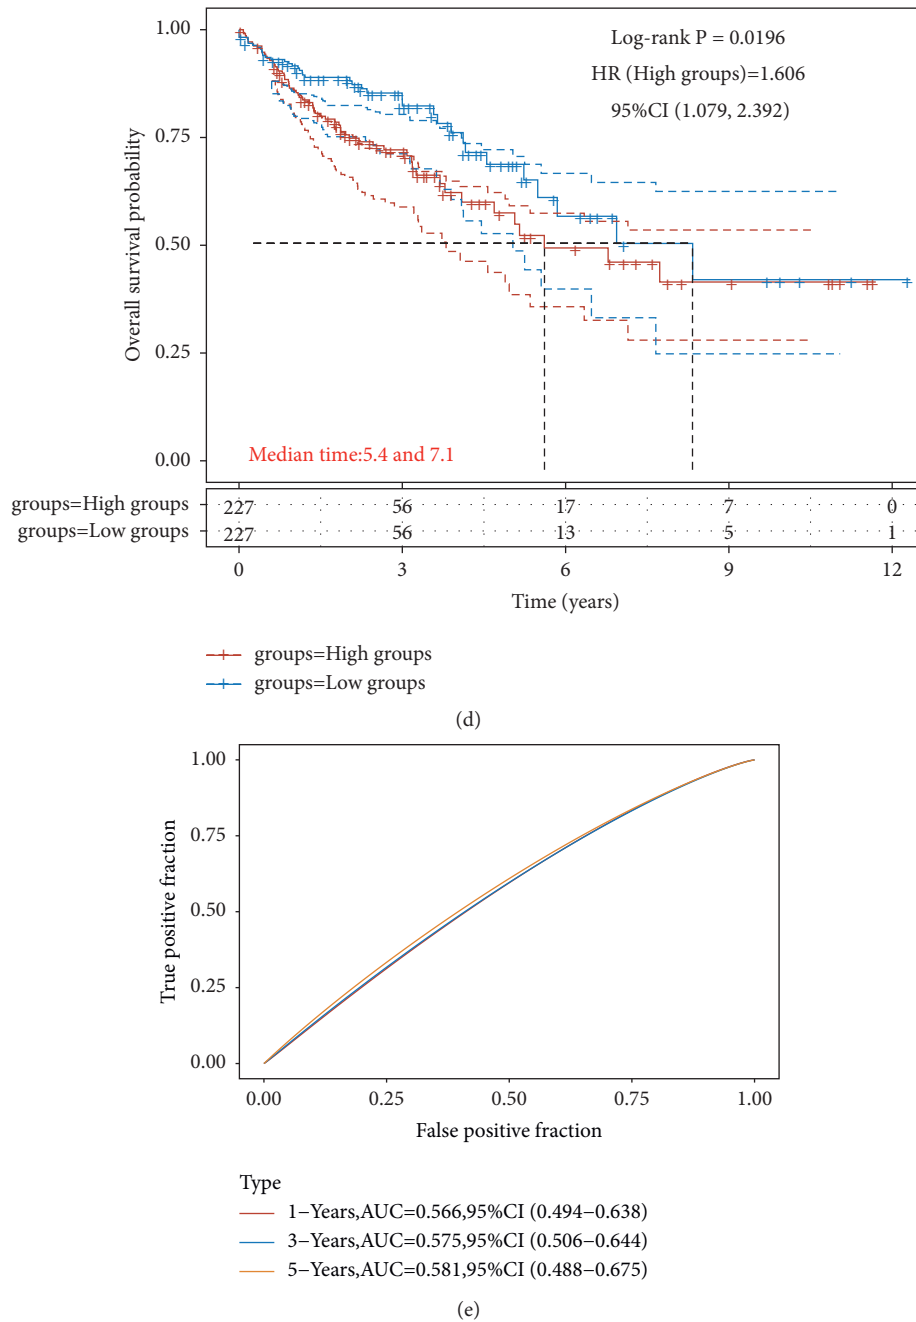 1.00
0.75
0.50
0.25
0.00
Overall survival probability
Log-rank P = 0.0196
HR (High groups)=1.606
95%CI (1.079, 2.392)
Median time:5.4 and 7.1
groups=High groups 227 56 17 7 0
groups=Low groups 227 56 13 5 1
0 3 6 9 12
Time (years)
groups=High groups
groups=Low groups
(d)
1.00
0.75
0.50
0.25
0.00
True positive fraction
0.00 0.25 0.50 0.75 1.00
False positive fraction
Type
1−Years,AUC=0.566,95%CI (0.494−0.638)
3−Years,AUC=0.575,95%CI (0.506−0.644)
5−Years,AUC=0.581,95%CI (0.488−0.675)
(e)